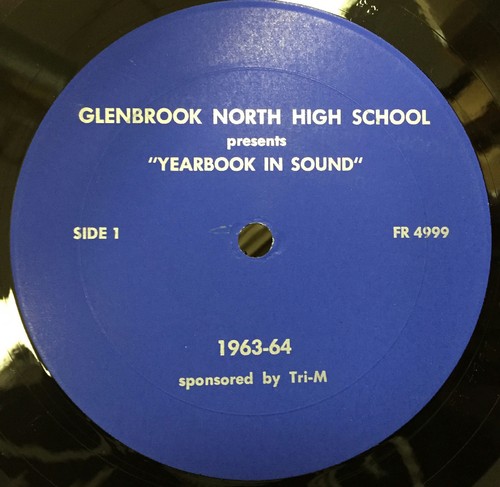 GLENBROOK NORTH HIGH SCHOOL
presents
"YEARBOOK IN SOUND"
SIDE 1 FR 4999
1963-64
sponsored by Tri-M